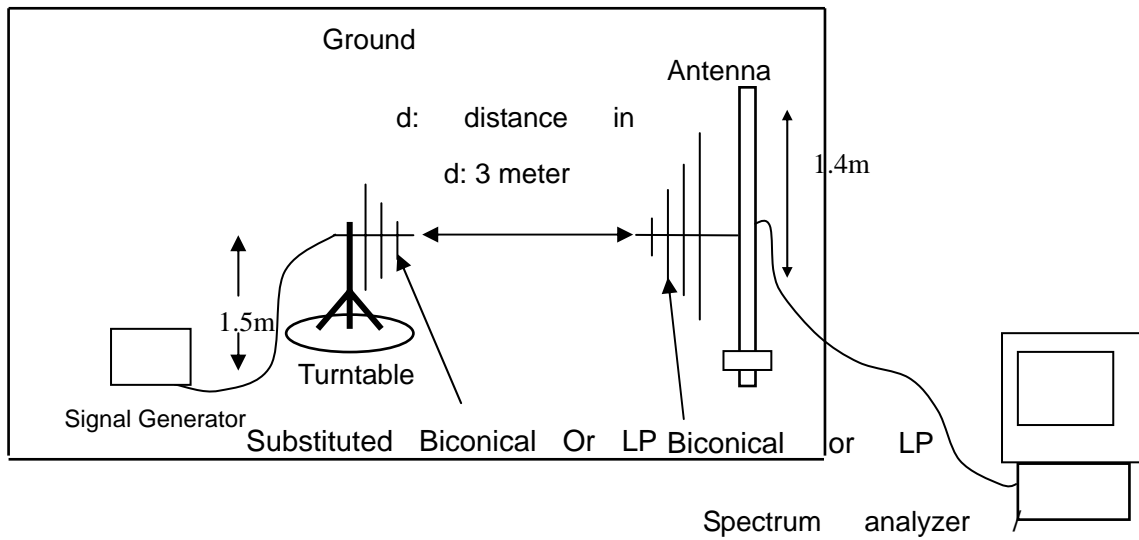 Ground
Antenna
d: distance in
d: 3 meter
1.4m
1.5m
Turntable
Signal Generator
Substituted Biconical Or LP Biconical or LP
Spectrum analyzer